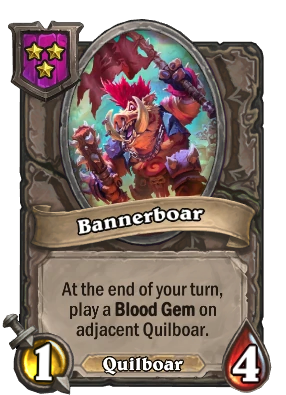 Bannerboar
At the end of your turn,
play a Blood Gem on
adjacent Quilboar.
1
Quilboar
4